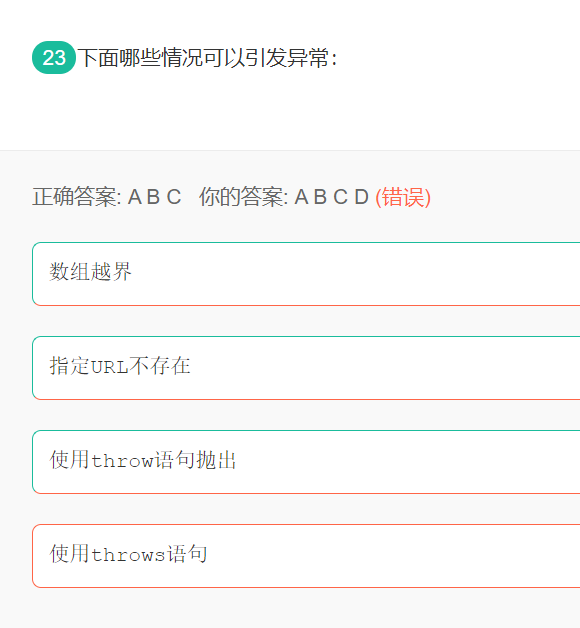 23 下面哪些情况可以引发异常：
正确答案: A B C 你的答案: A B C D (错误)
数组越界
指定URL不存在
使用throw语句抛出
使用throws语句